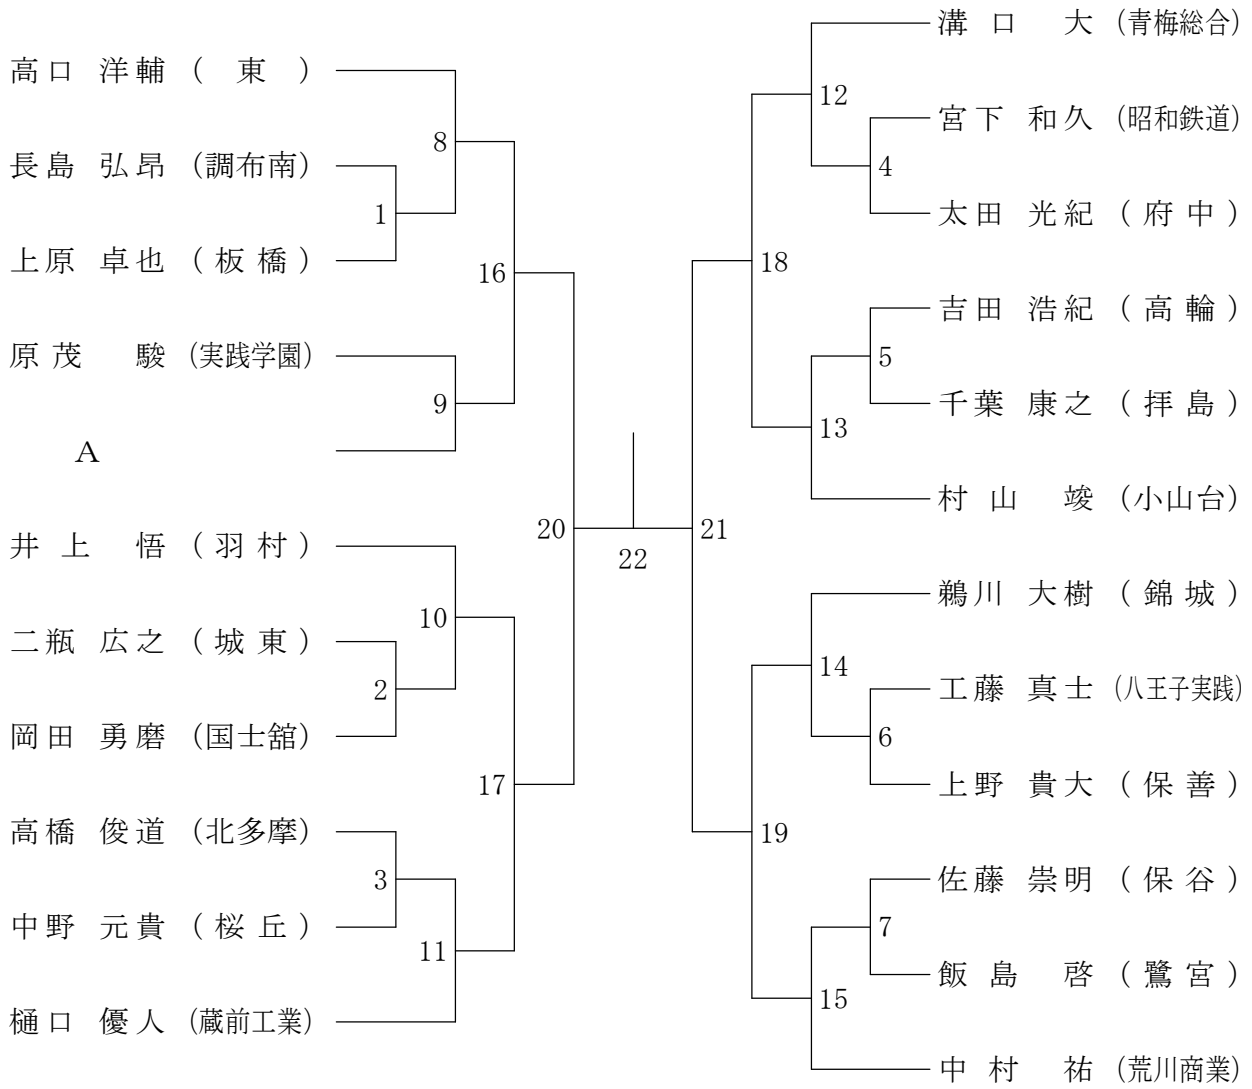 高口 洋輔 (東)
8
長島 弘昂 (調布南)
1
上原 卓也 (板橋)
16
原茂 駿 (実践学園)
9
A
20
井上 悟 (羽村)
10
二瓶 広之 (城東)
2
岡田 勇磨 (国士舘)
17
高橋 俊道 (北多摩)
3
中野 元貴 (桜丘)
11
樋口 優人 (蔵前工業)
22
溝口 大 (青梅総合)
12
宮下 和久 (昭和鉄道)
4
太田 光紀 (府中)
18
吉田 浩紀 (高輪)
5
千葉 康之 (拝島)
13
村山 竣 (小山台)
21
鵜川 大樹 (錦城)
14
工藤 真士 (八王子実践)
6
上野 貴大 (保善)
19
佐藤 崇明 (保谷)
7
飯島 啓 (鷺宮)
15
中村 祐 (荒川商業)